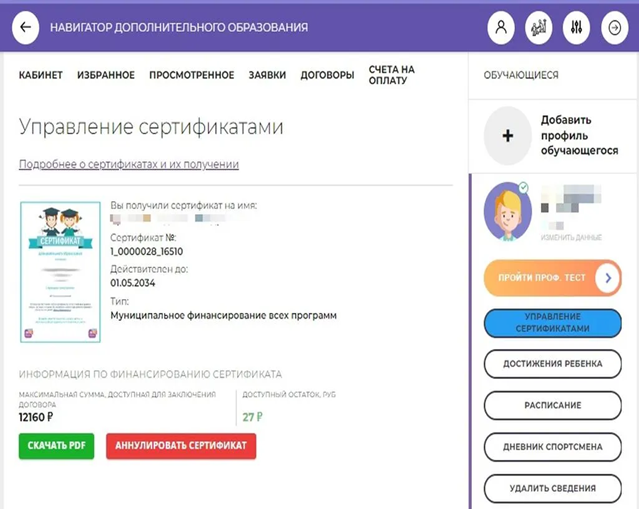 НАВИГАТОР ДОПОЛНИТЕЛЬНОГО ОБРАЗОВАНИЯ
КАБИНЕТ ИЗБРАННОЕ ПРОСМОТРЕННОЕ ЗАЯВКИ ДОГОВОРЫ СЧЕТА НА
ОПЛАТУ
Управление сертификатами
Подробнее о сертификатах и их получении
СЕРТИФИКАТ
Вы получили сертификат на имя:
Сертификат №:
1_0000028_16510
Действителен до:
01.05.2034
Тип:
Муниципальное финансирование всех программ
ИНФОРМАЦИЯ ПО ФИНАНСИРОВАНИЮ СЕРТИФИКАТА
МАКСИМАЛЬНАЯ СУММА, ДОСТУПНАЯ ДЛЯ ЗАКЛЮЧЕНИЯ
ДОГОВОРА
12160 ₽
ДОСТУПНЫЙ ОСТАТОК, РУБ
27 ₽
СКАЧАТЬ PDF
АННУЛИРОВАТЬ СЕРТИФИКАТ
ОБУЧАЮЩИЕСЯ
+
Добавить
профиль
обучающегося
ИЗМЕНИТЬ ДАННЫЕ
ПРОЙТИ ПРОФ. ТЕСТ
УПРАВЛЕНИЕ
СЕРТИФИКАТАМИ
ДОСТИЖЕНИЯ РЕБЕНКА
РАСПИСАНИЕ
ДНЕВНИК СПОРТСМЕНА
УДАЛИТЬ СВЕДЕНИЯ